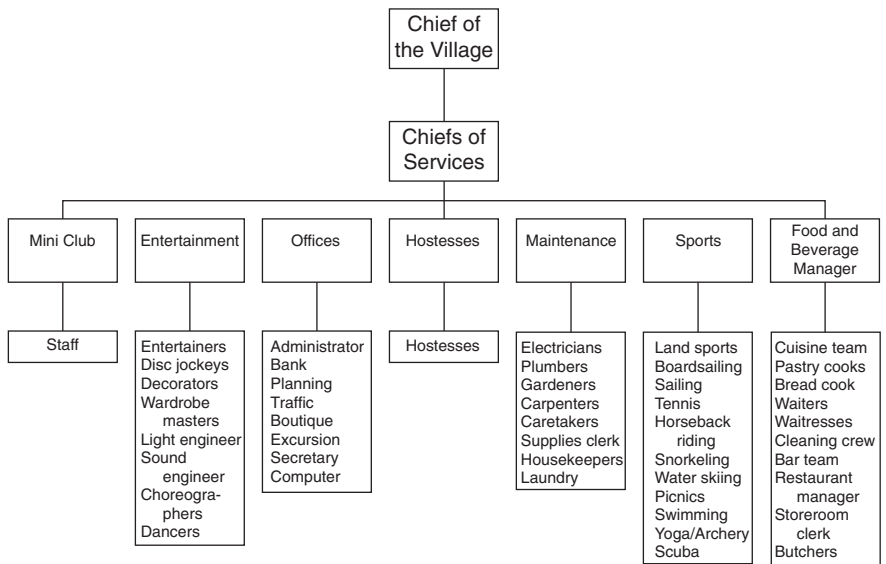 Chief of
the Village
Chiefs of
Services
Mini Club
Entertainment
Offices
Hostesses
Maintenance
Sports
Food and
Beverage
Manager
Staff
Entertainers
Disc jockeys
Decorators
Wardrobe
masters
Light engineer
Sound
engineer
Choreogra-
phers
Dancers
Administrator
Bank
Planning
Traffic
Boutique
Excursion
Secretary
Computer
Hostesses
Electricians
Plumbers
Gardeners
Carpenters
Caretakers
Supplies clerk
Housekeepers
Laundry
Land sports
Boardsailing
Sailing
Tennis
Horseback
riding
Snorkeling
Water skiing
Picnics
Swimming
Yoga/Archery
Scuba
Cuisine team
Pastry cooks
Bread cook
Waiters
Waitresses
Cleaning crew
Bar team
Restaurant
manager
Storeroom
clerk
Butchers